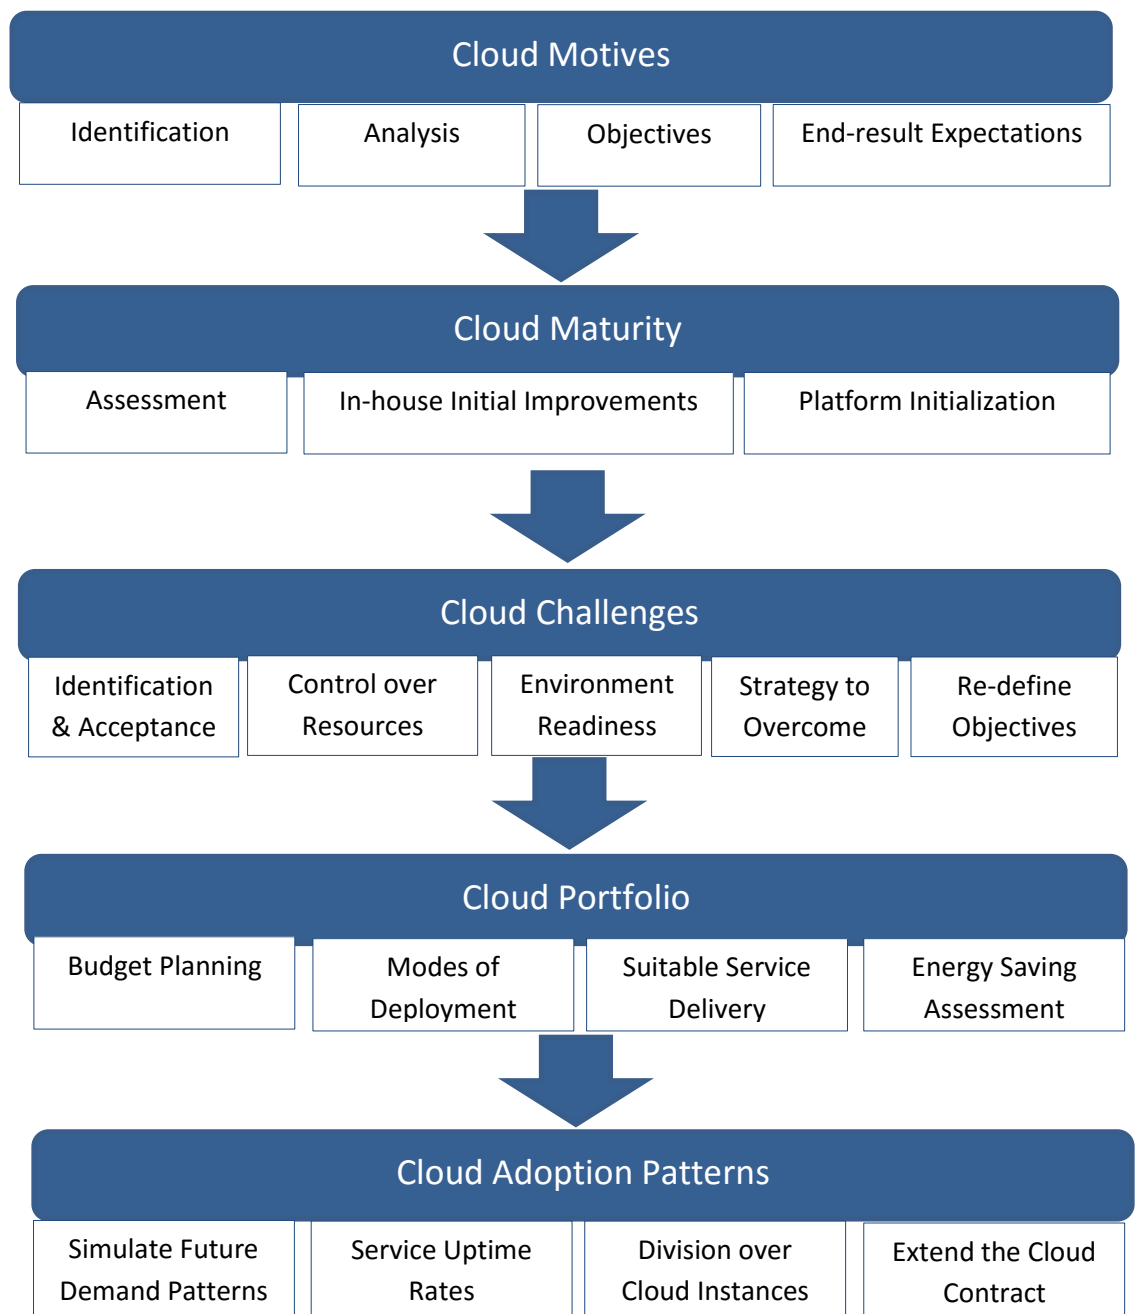 Cloud Motives
Identification
Analysis
Objectives
End-result Expectations
Cloud Maturity
Assessment
In-house Initial Improvements
Platform Initialization
Cloud Challenges
Identification
& Acceptance
Control over
Resources
Environment
Readiness
Strategy to
Overcome
Re-define
Objectives
Cloud Portfolio
Budget Planning
Modes of
Deployment
Suitable Service
Delivery
Energy Saving
Assessment
Cloud Adoption Patterns
Simulate Future
Demand Patterns
Service Uptime
Rates
Division over
Cloud Instances
Extend the Cloud
Contract